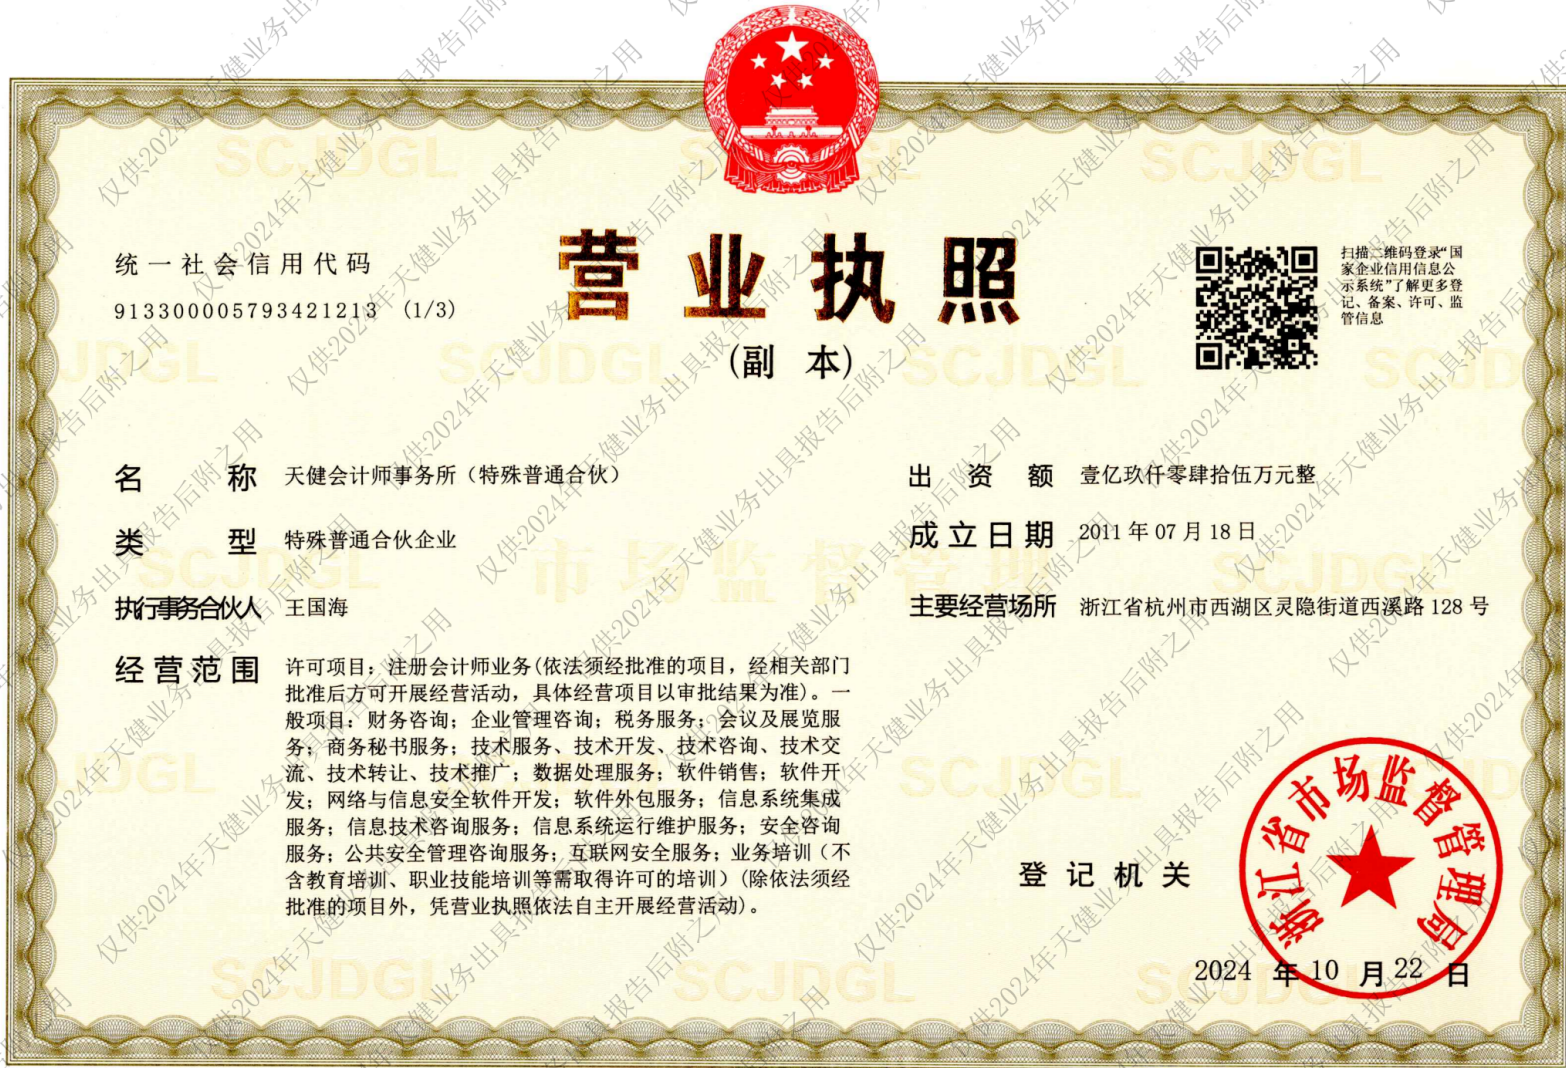 营业执照
(副 本)
统一社会信用代码
913300005793421213 (1/3)
扫描二维码登录“国
家企业信用信息公
示系统”了解更多登
记、备案、许可、监
管信息
名 称 天健会计师事务所（特殊普通合伙）
类 型 特殊普通合伙企业
执行事务合伙人 王国海
经营范围 许可项目：注册会计师业务(依法须经批准的项目，经相关部门
批准后方可开展经营活动，具体经营项目以审批结果为准)。一
般项目：财务咨询；企业管理咨询；税务服务；会议及展览服
务；商务秘书服务；技术服务、技术开发、技术咨询、技术交
流、技术转让、技术推广；数据处理服务；软件销售；软件开
发；网络与信息安全软件开发；软件外包服务；信息系统集成
服务；信息技术咨询服务；信息系统运行维护服务；安全咨询
服务；公共安全管理咨询服务；互联网安全服务；业务培训（不
含教育培训、职业技能培训等需取得许可的培训）(除依法须经
批准的项目外，凭营业执照依法自主开展经营活动)。
出 资 额 壹亿玖仟零肆拾伍万元整
成立日期 2011年07月18日
主要经营场所 浙江省杭州市西湖区灵隐街道西溪路128号
登记机关
浙江省市场监督管理局
2024 年 10 月 22 日
市场监督管理
SCJDGL
仅供2024年天健业务出具报告后附之用